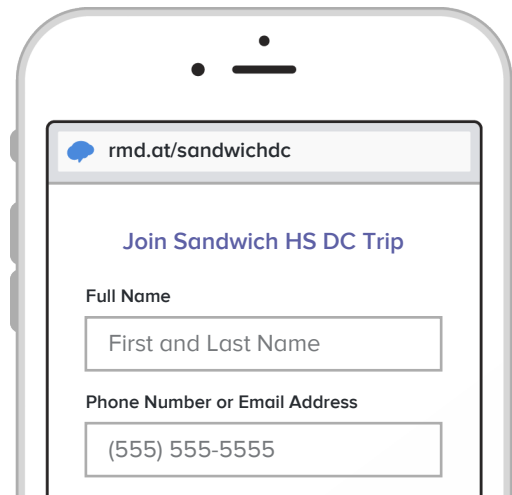 rmd.at/sandwichdc
Join Sandwich HS DC Trip
Full Name
First and Last Name
Phone Number or Email Address
(555) 555-5555